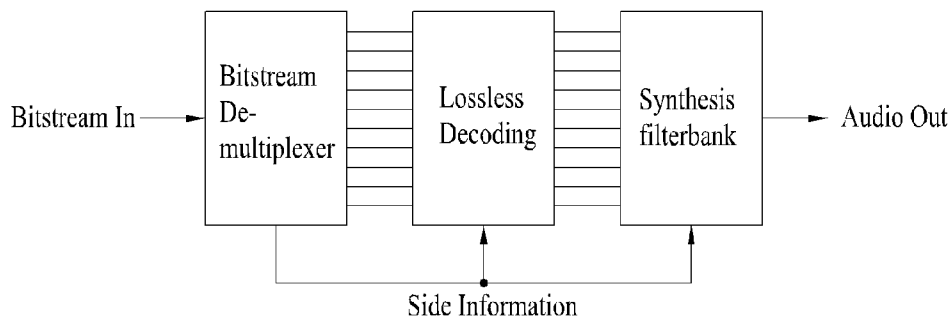 Bitstream In
Bitstream
De-
multiplexer
Lossless
Decoding
Synthesis
filterbank
Audio Out
Side Information